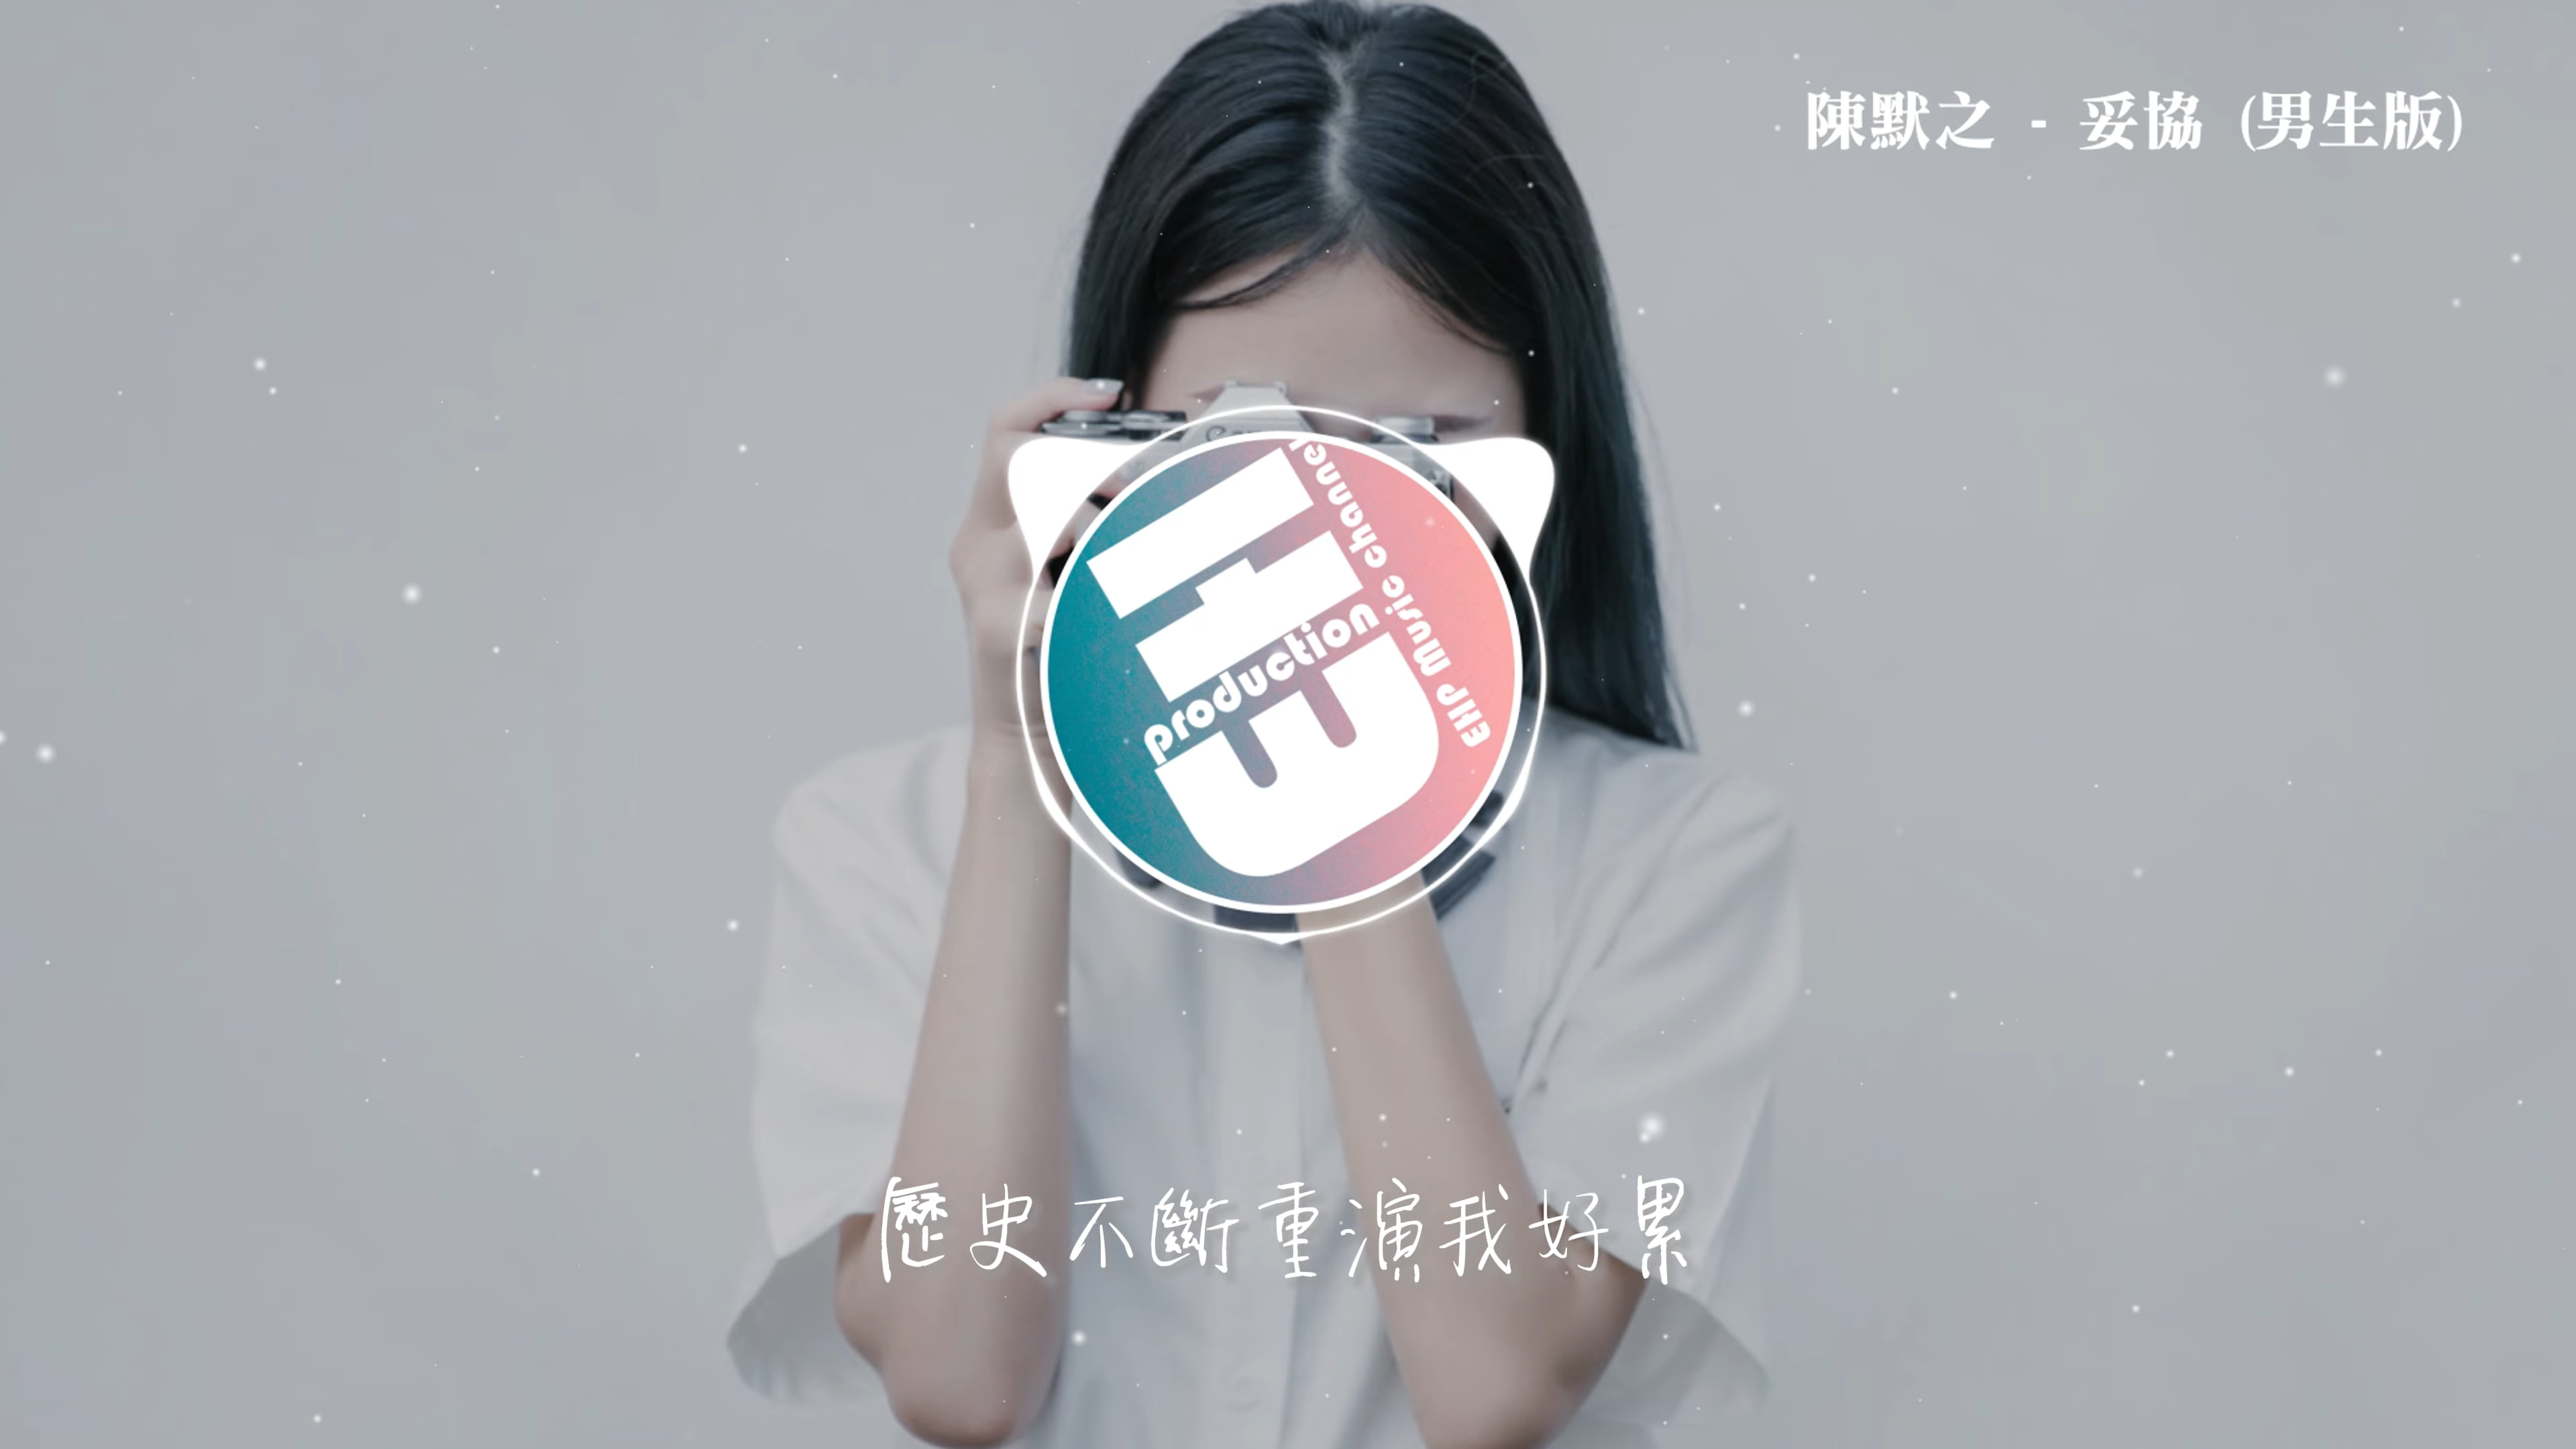 陳默之 - 妥協 (男生版)
EHP Music Channel
EH
production
歷史不斷重演我好累